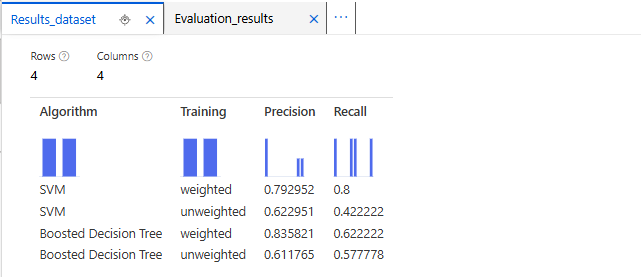 Results_dataset Evaluation_results ...
Rows Columns
4 4
Algorithm Training Precision Recall
SVM weighted 0.792952 0.8
SVM unweighted 0.622951 0.422222
Boosted Decision Tree weighted 0.835821 0.622222
Boosted Decision Tree unweighted 0.611765 0.577778